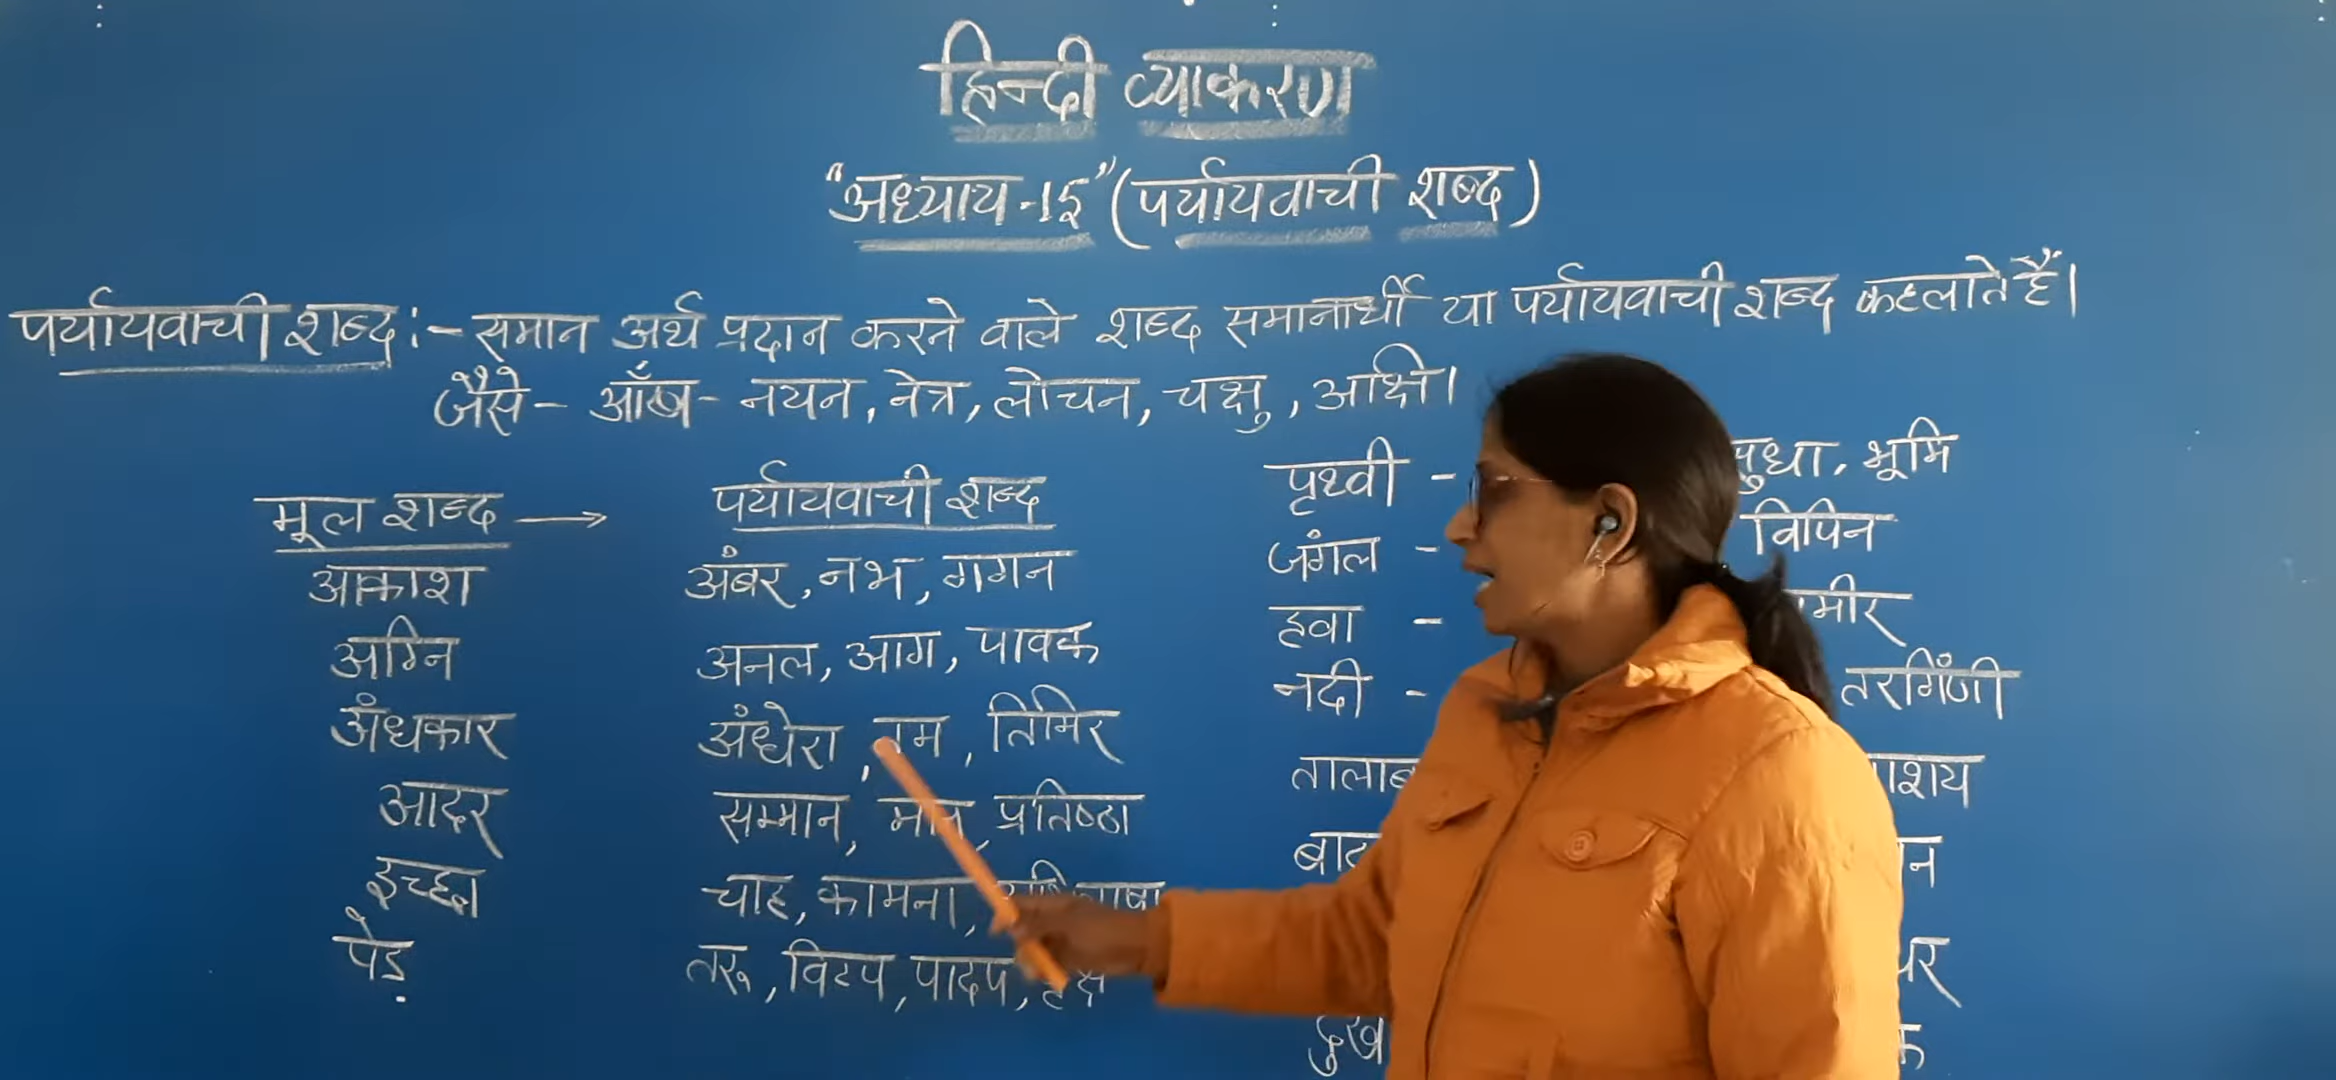 हिन्दी व्याकरण
"अध्याय-15" (पर्यायवाची शब्द)
पर्यायवाची शब्द :- समान अर्थ प्रदान करने वाले शब्द समानार्थी या पर्यायवाची शब्द कहलाते हैं।
जैसे - आँख - नयन, नेत्र, लोचन, चक्षु, अक्षि।
मूल शब्द → पर्यायवाची शब्द
आकाश अंबर, नभ, गगन
अग्नि अनल, आग, पावक
अंधकार अंधेरा, तम, तिमिर
आदर सम्मान, मान, प्रतिष्ठा
इच्छा चाह, कामना,
पेड़ तरू, विटप, पादप, वृक्ष
पृथ्वी - भूमि
जंगल - विपिन
हवा -
नदी - तरगिंणी
तालाब
दुख